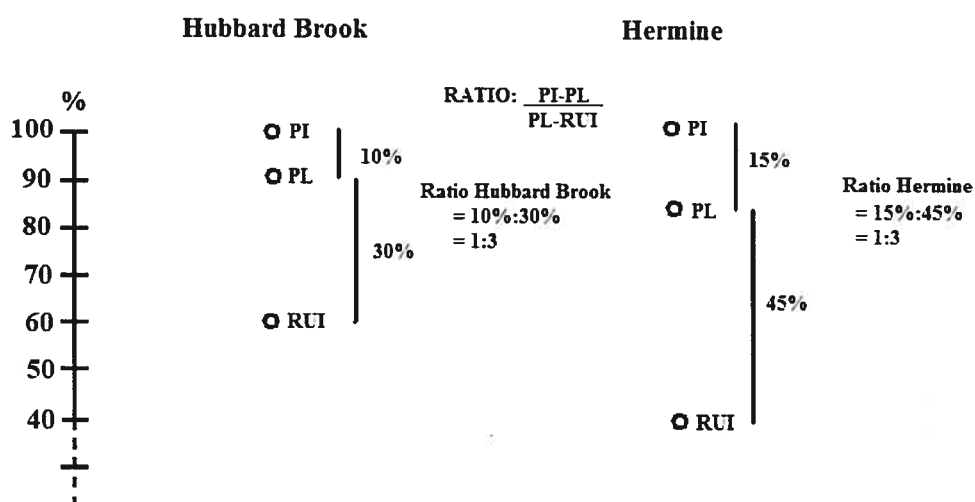 Hubbard Brook
Hermine
RATIO: PI-PL
PL-RUI
%
100
90
80
70
60
50
40
PI
10%
PL
30%
RUI
Ratio Hubbard Brook
= 10%:30%
= 1:3
PI
15%
PL
45%
RUI
Ratio Hermine
= 15%:45%
= 1:3